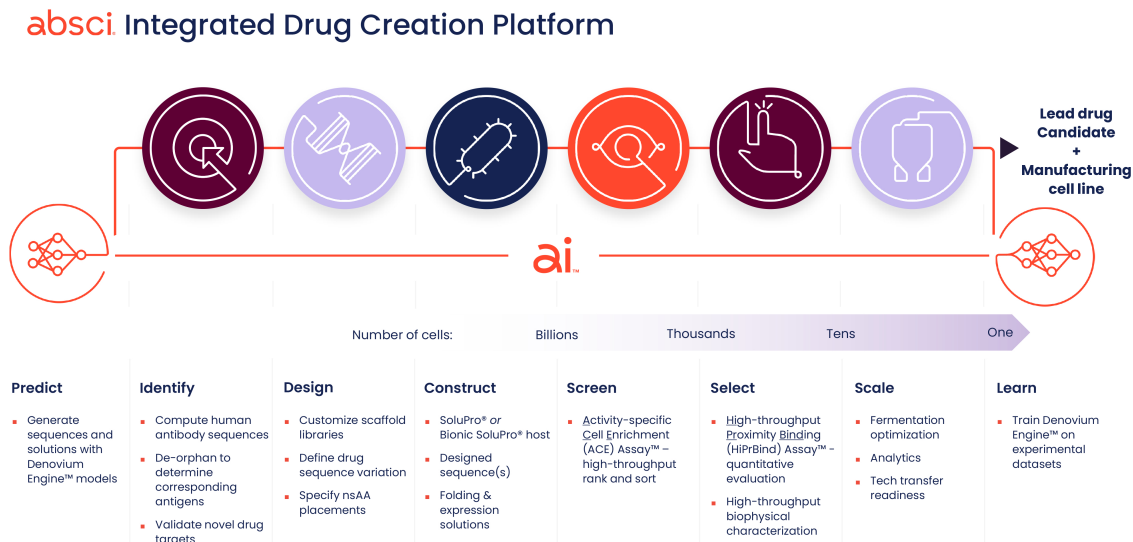 absci® Integrated Drug Creation Platform
Lead drug
Candidate
+
Manufacturing
cell line
ai™
Number of cells:
Billions
Thousands
Tens
One
Predict
▪ Generate
sequences and
solutions with
Denovium
Engine™ models
Identify
▪ Compute human
antibody sequences
▪ De-orphan to
determine
corresponding
antigens
▪ Validate novel drug
targets
Design
▪ Customize scaffold
libraries
▪ Define drug
sequence variation
▪ Specify nsAA
placements
Construct
▪ SoluPro® or
Bionic SoluPro® host
▪ Designed
sequence(s)
▪ Folding &
expression
solutions
Screen
▪ Activity-specific
Cell Enrichment
(ACE) Assay™ –
high-throughput
rank and sort
Select
▪ High-throughput
Proximity Binding
(HiPrBind) Assay™ -
quantitative
evaluation
▪ High-throughput
biophysical
characterization
Scale
▪ Fermentation
optimization
▪ Analytics
▪ Tech transfer
readiness
Learn
▪ Train Denovium
Engine™ on
experimental
datasets